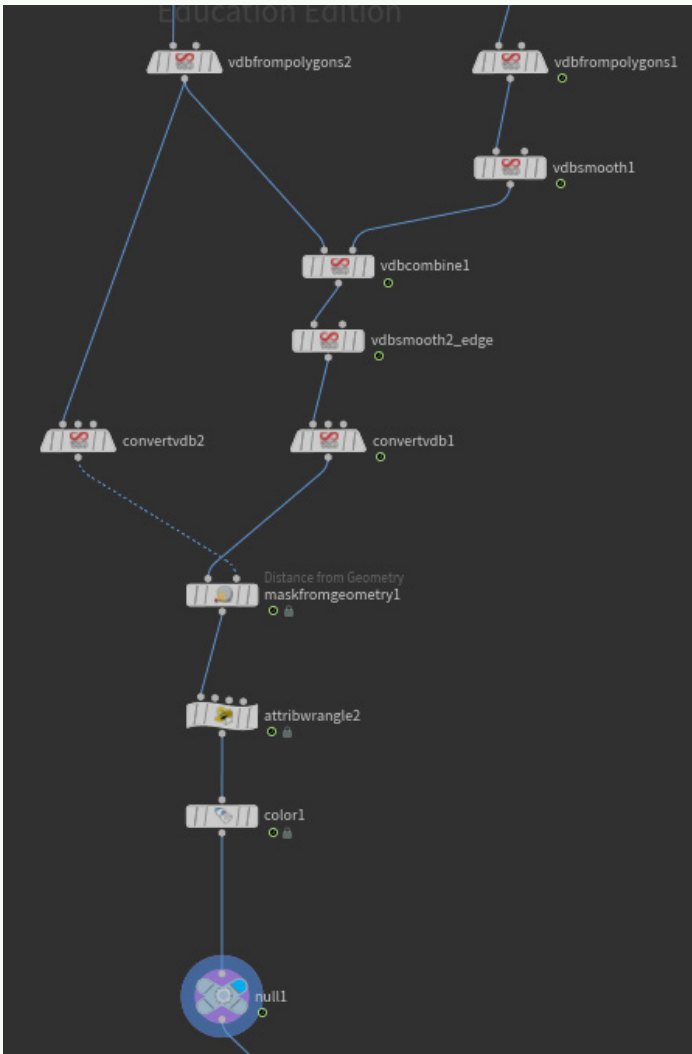 Education Edition
vdbfrompolygons2
vdbfrompolygons1
vdbsmooth1
vdbcombine1
vdbsmooth2_edge
convertvdb2
convertvdb1
Distance from Geometry
maskfromgeometry1
attribwrangle2
color1
null1